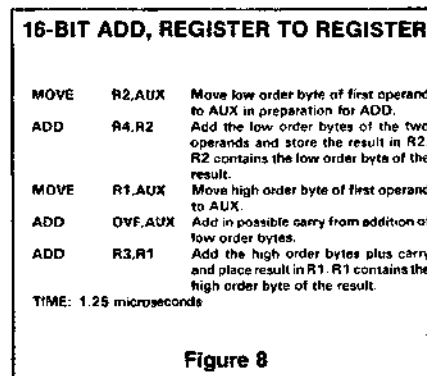 16-BIT ADD, REGISTER TO REGISTER
MOVE R2,AUX Move low order byte of first operand
to AUX in preparation for ADD.
ADD R4,R2 Add the low order bytes of the two
operands and store the result in R2.
R2 contains the low order byte of the
result.
MOVE R1,AUX Move high order byte of first operand
to AUX.
ADD OVF,AUX Add in possible carry from addition of
low order bytes.
ADD R3,R1 Add the high order bytes plus carry
and place result in R1. R1 contains the
high order byte of the result.
TIME: 1.25 microseconds
Figure 8